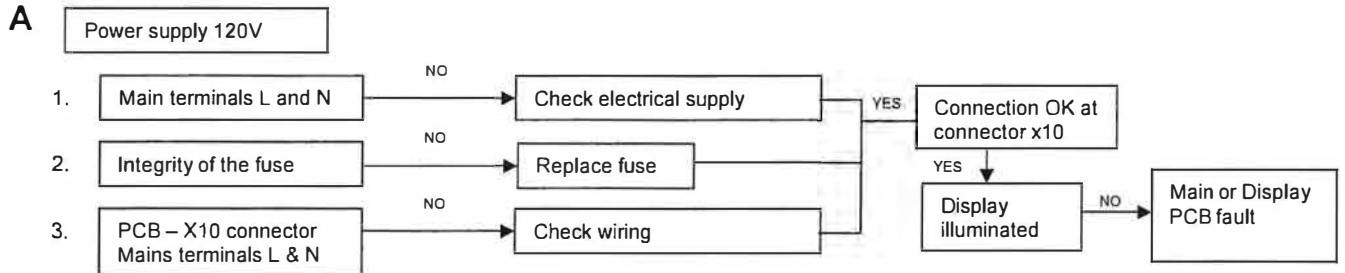 A
Power supply 120V
1.
Main terminals L and N
NO
Check electrical supply
YES
Connection OK at
connector x10
2.
Integrity of the fuse
NO
Replace fuse
YES
3.
PCB – X10 connector
Mains terminals L & N
NO
Check wiring
Display
illuminated
NO
Main or Display
PCB fault